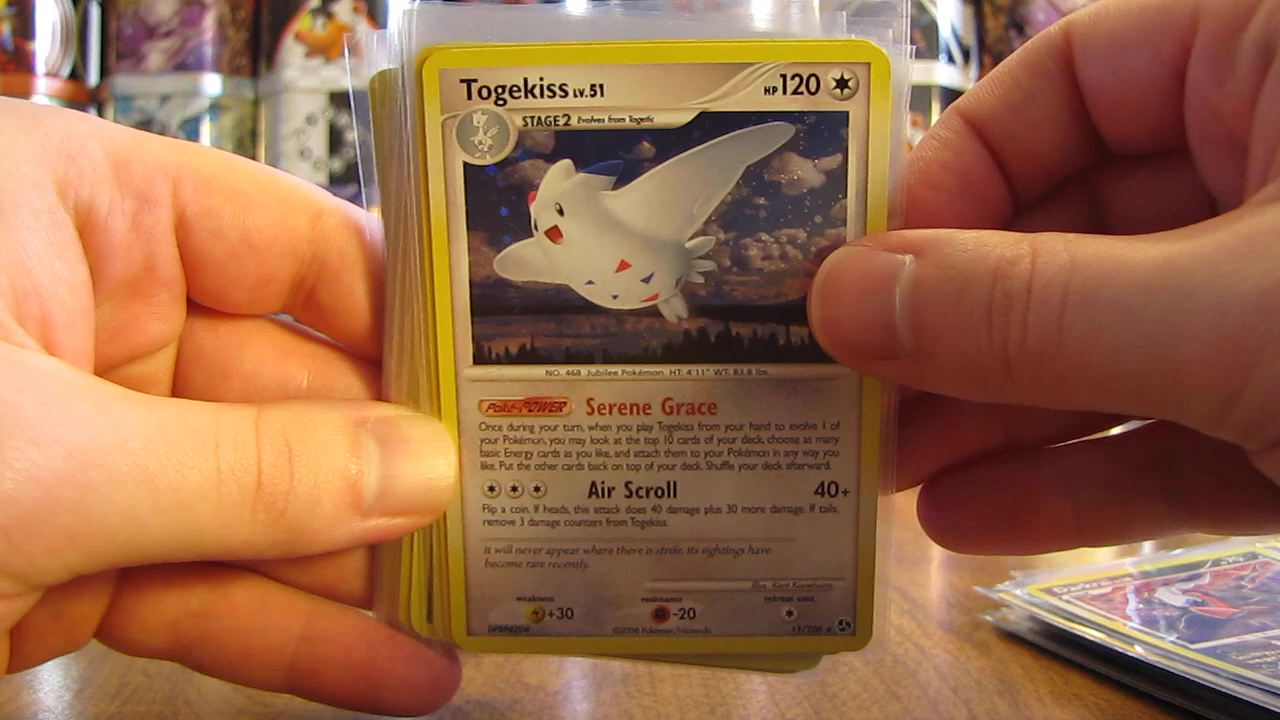 Togekiss LV.51 HP 120
STAGE2 Evolves from Togetic
NO. 468 Jubilee Pokémon HT: 4'11" WT: 83.8 lbs.
Poké-POWER Serene Grace
Once during your turn, when you play Togekiss from your hand to evolve 1 of
your Pokémon, you may look at the top 10 cards of your deck, choose as many
basic Energy cards as you like, and attach them to your Pokémon in any way you
like. Put the other cards back on top of your deck. Shuffle your deck afterward.
Air Scroll 40+
Flip a coin. If heads, this attack does 40 damage plus 30 more damage. If tails,
remove 3 damage counters from Togekiss.
It will never appear where there is strife. Its sightings have
become rare recently.
Illus.
weakness resistance retreat cost
+30 -20
©2008 Pokémon/Nintendo